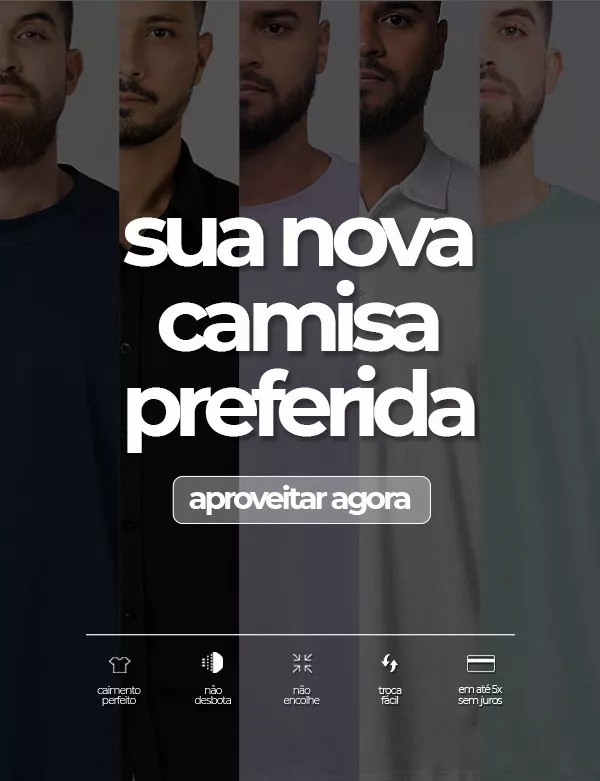 sua nova
camisa
preferida
aproveitar agora
caimento
perfeito
não
desbota
não
encolhe
troca
fácil
em até 5x
sem juros